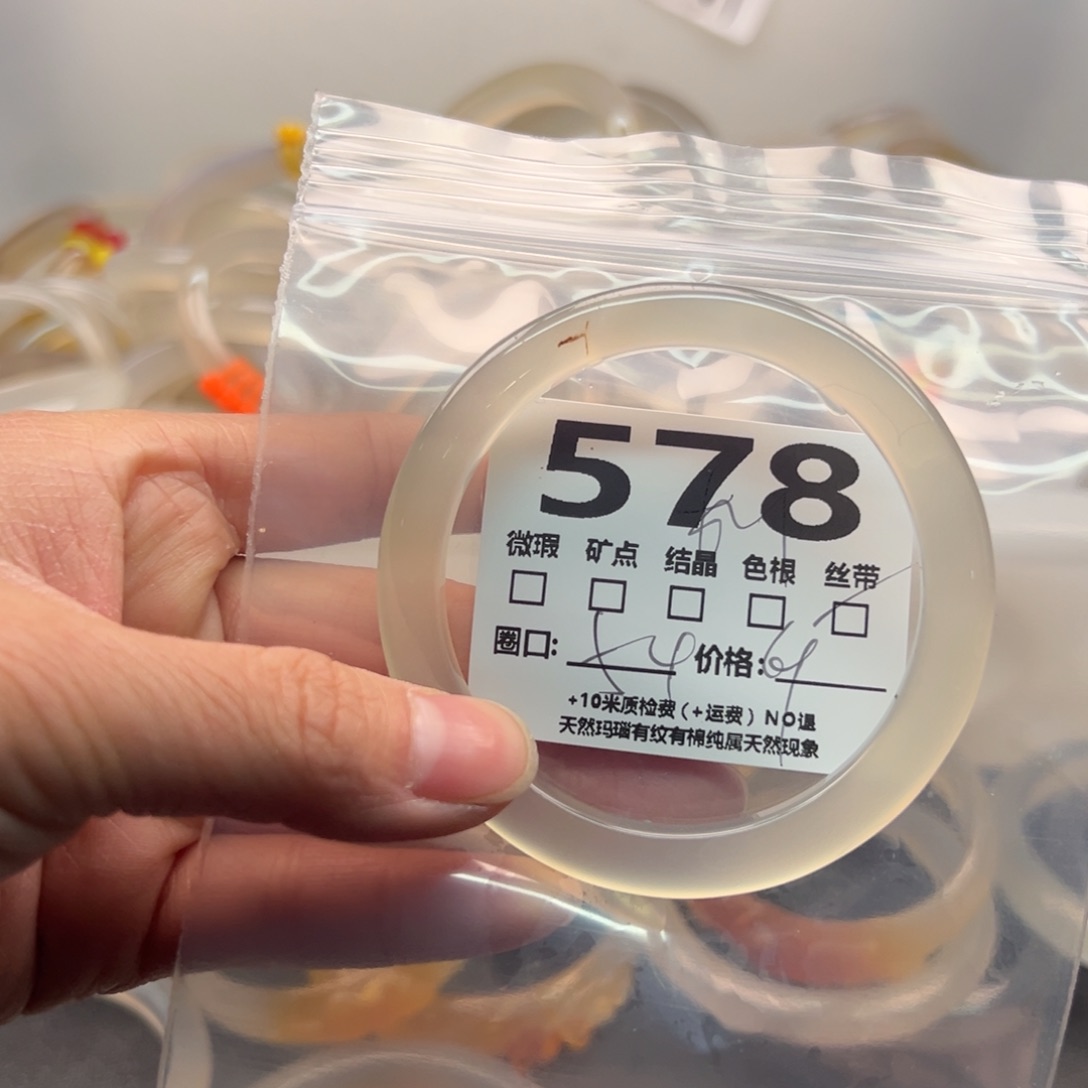 578
微瑕 矿点 结晶 色根 丝带
圈口: 价格:
+10米质检费(+运费) NO退
天然玛瑙有纹有棉纯属天然现象